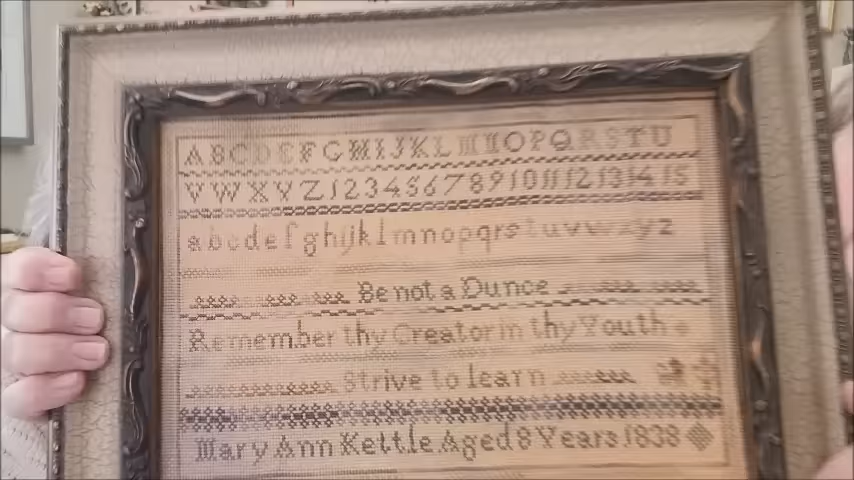 ABCDEFGMIJKLMNOPQRSTU
VWXYZ123456789101112131415
abcdefghijklmnopqrstuvwxyz
Be not a Dunce
Remember thy Creator in thy Youth
Strive to learn
Mary Ann Kettle Aged 8 Years 1838